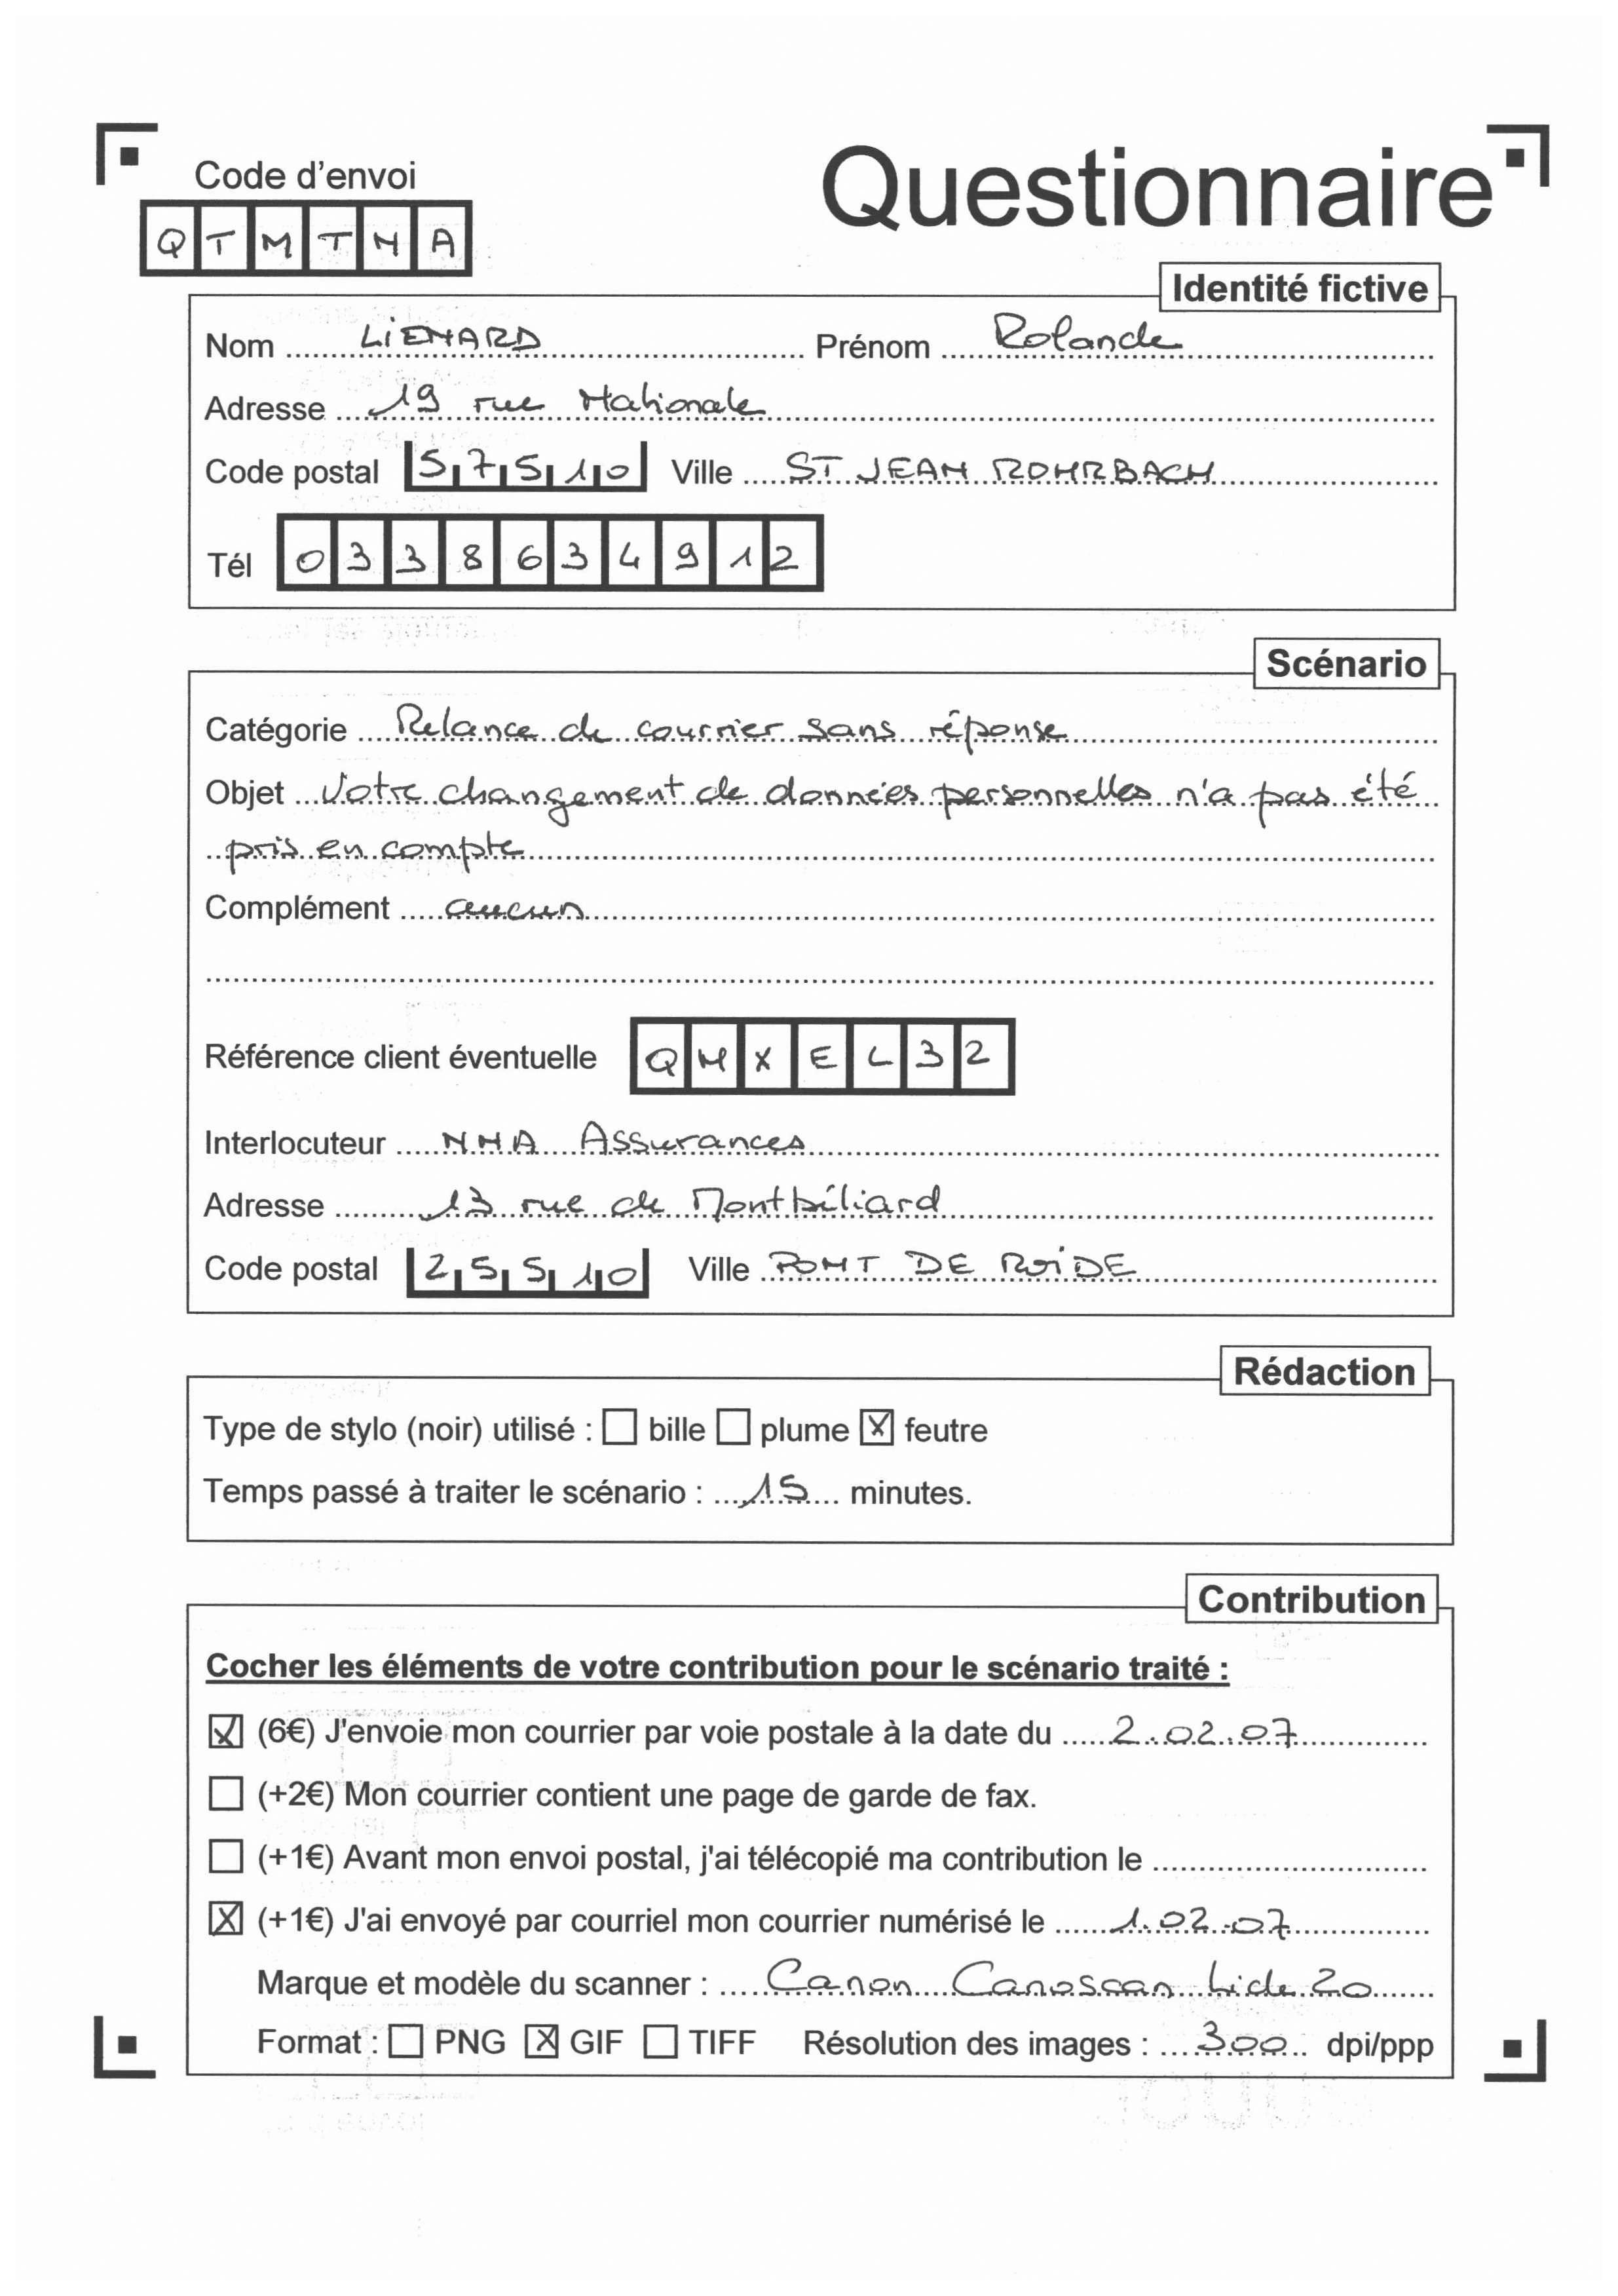 Code d'envoi
Questionnaire
QTMTNA
Identité fictive
Nom LIENARD Prénom Rolande
Adresse 19 rue Nationale
Code postal 57510 Ville ST JEAN ROHRBACH
Tél 0338634912
Scénario
Catégorie Relance de courrier sans réponse
Objet Votre changement de données personnelles n'a pas été
pris en compte
Complément aucun
Référence client éventuelle QNXEL32
Interlocuteur NHA Assurances
Adresse 13 rue de Montbéliard
Code postal 25510 Ville PONT DE ROIDE
Rédaction
Type de stylo (noir) utilisé : bille plume X feutre
Temps passé à traiter le scénario : 15 minutes.
Contribution
Cocher les éléments de votre contribution pour le scénario traité :
X (6€) J'envoie mon courrier par voie postale à la date du 2.02.07
(+2€) Mon courrier contient une page de garde de fax.
(+1€) Avant mon envoi postal, j'ai télécopié ma contribution le
X (+1€) J'ai envoyé par courriel mon courrier numérisé le 1.02.07
Marque et modèle du scanner : Canon Canoscan Lide 20
Format : PNG X GIF TIFF Résolution des images : 300 dpi/ppp